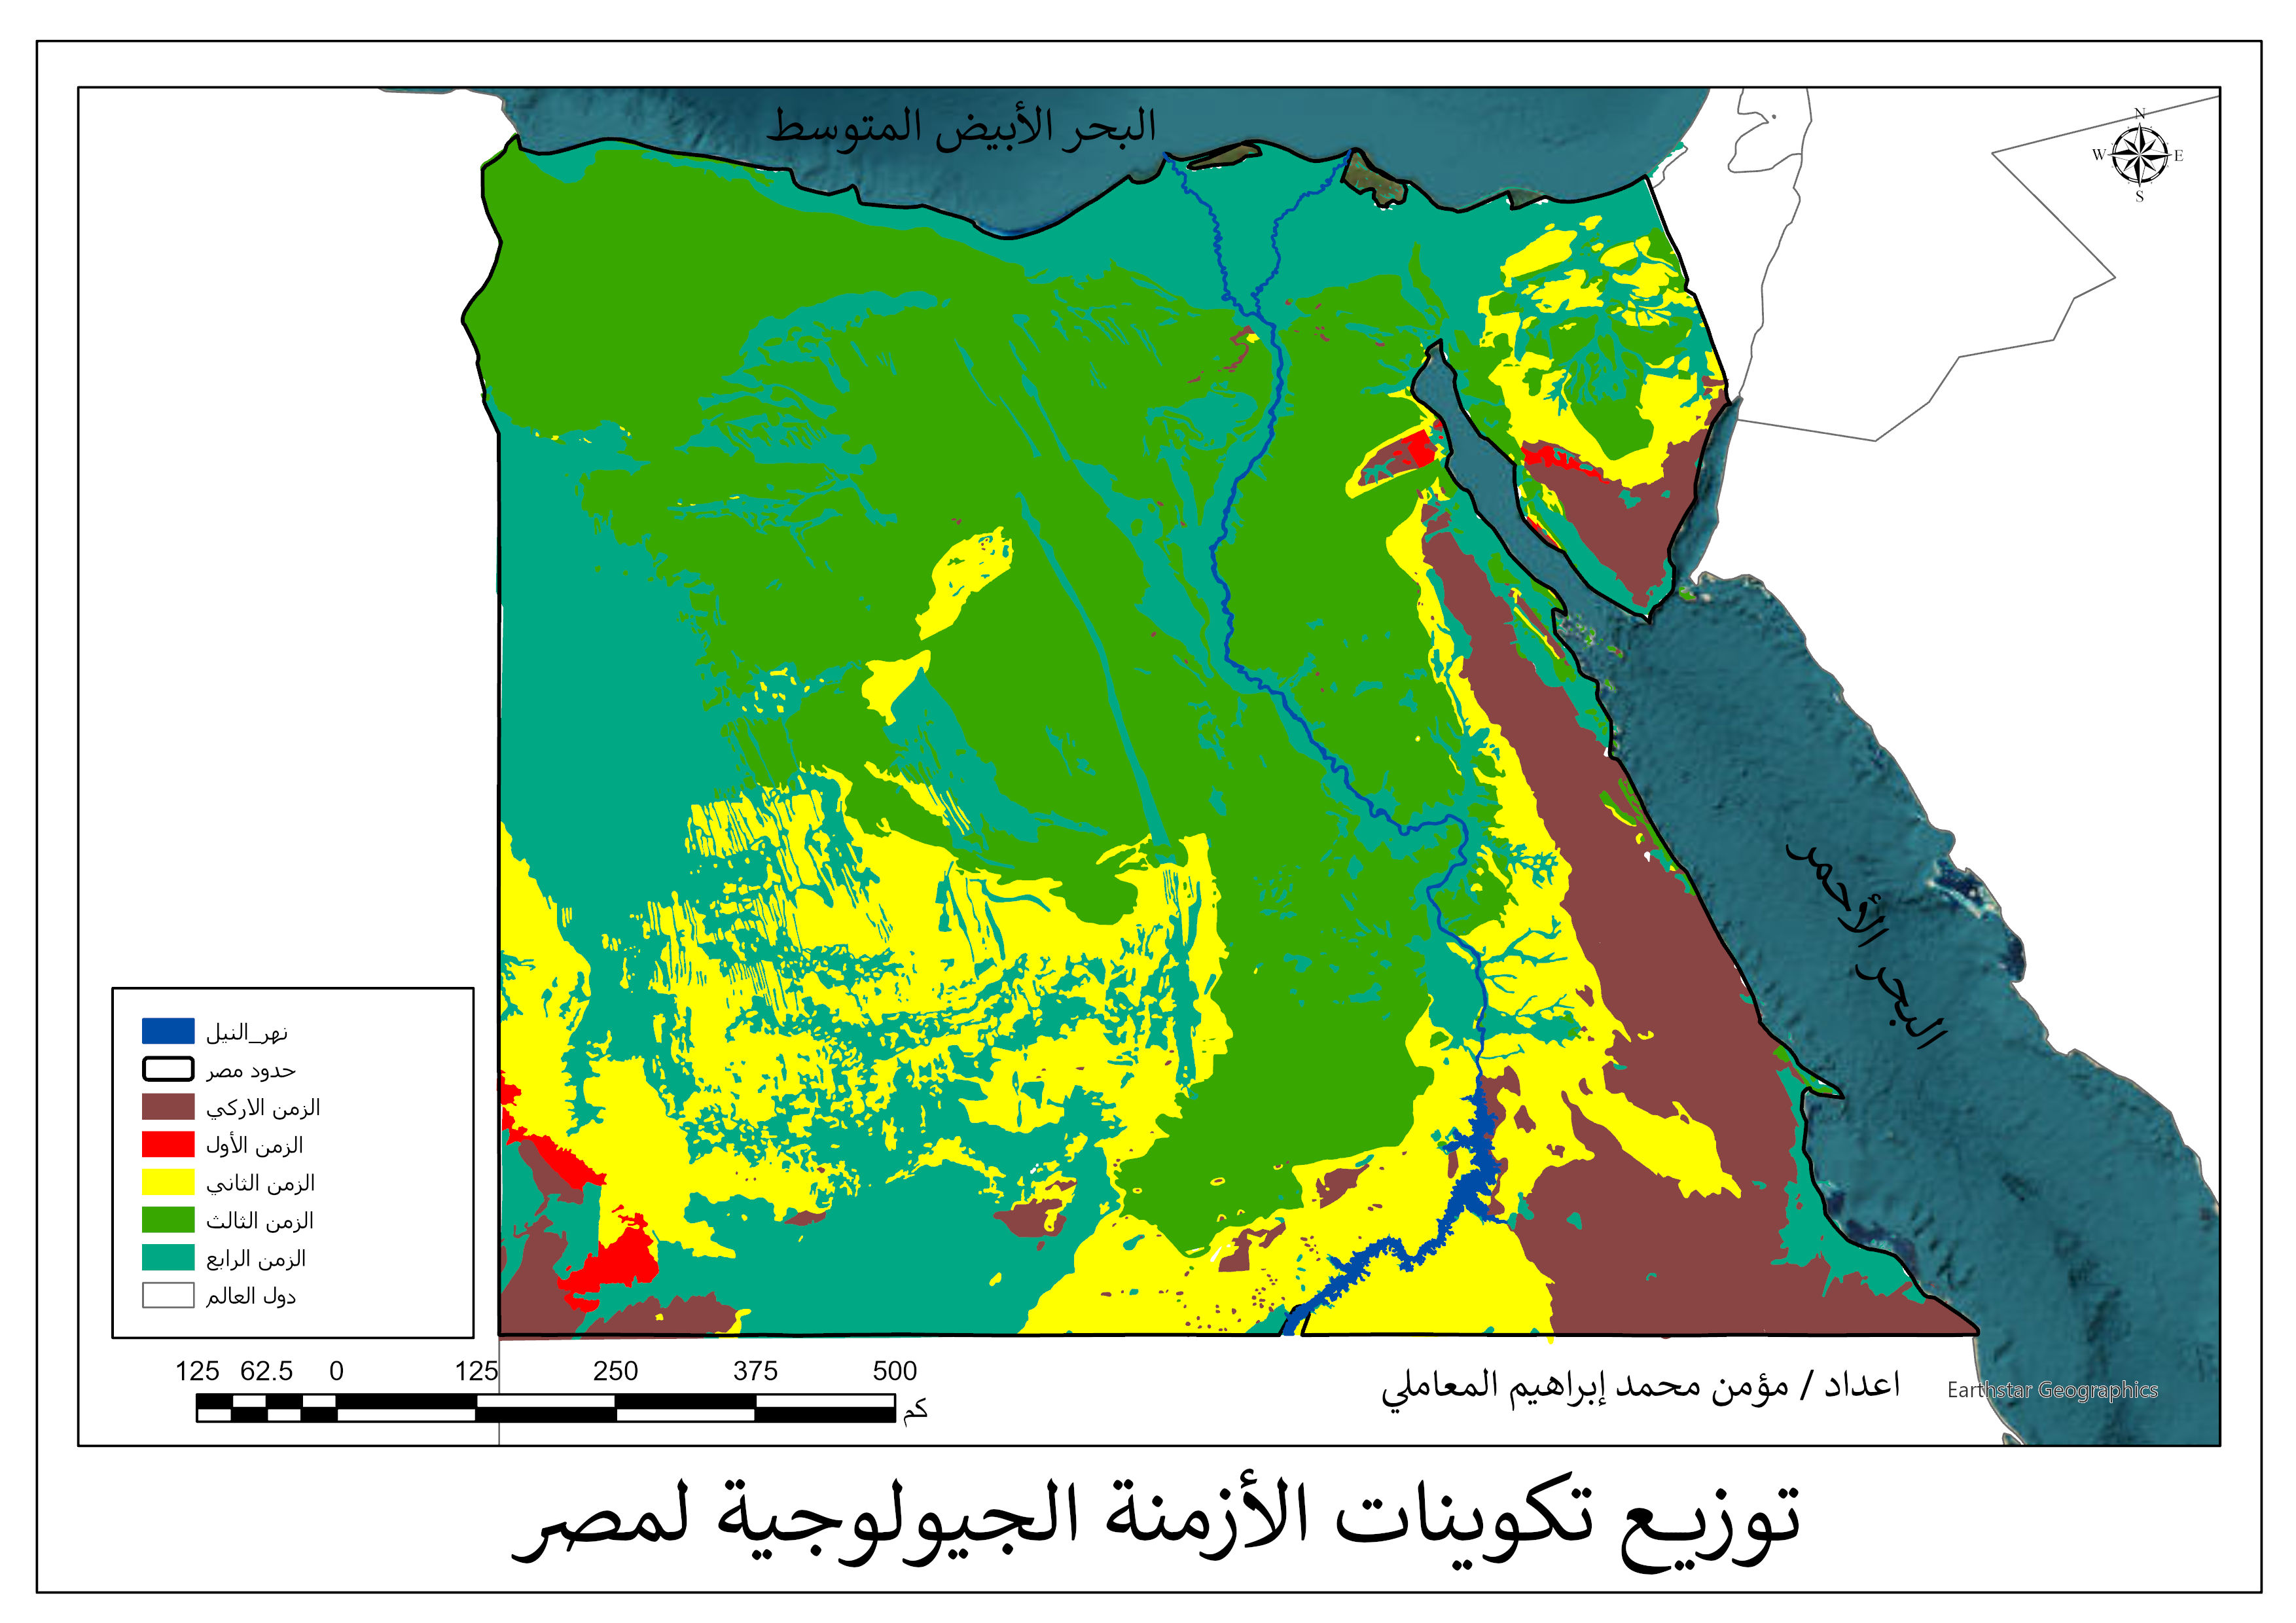 البحر الأبيض المتوسط
N
W E
S
البحر الأحمر
نهر_النيل
حدود مصر
الزمن الاركي
الزمن الأول
الزمن الثاني
الزمن الثالث
الزمن الرابع
دول العالم
125 62.5 0 125 250 375 500
كم
اعداد / مؤمن محمد إبراهيم المعاملي
Earthstar Geographics
توزيع تكوينات الأزمنة الجيولوجية لمصر